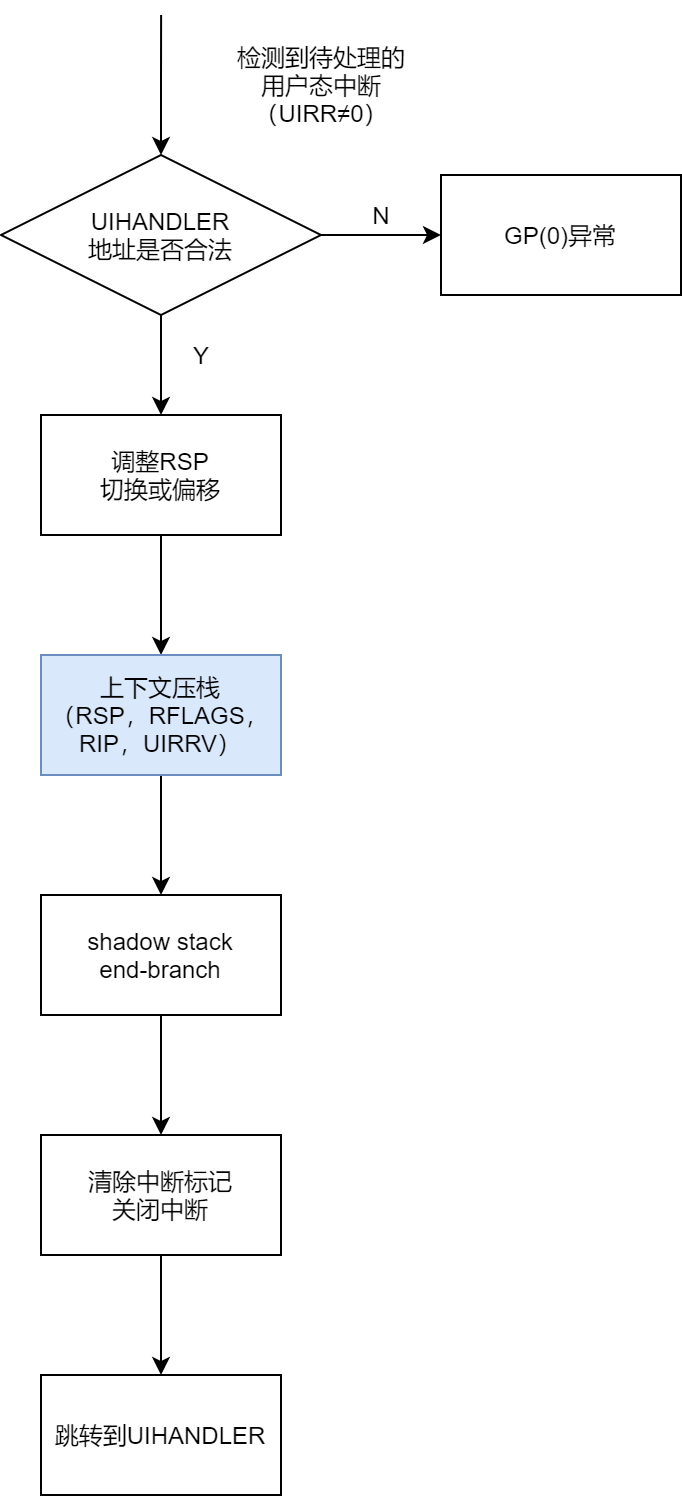 检测到待处理的
用户态中断
（UIRR≠0）
UIHANDLER
地址是否合法
N
GP(0)异常
Y
调整RSP
切换或偏移
上下文压栈
（RSP，RFLAGS，
RIP，UIRRV）
shadow stack
end-branch
清除中断标记
关闭中断
跳转到UIHANDLER